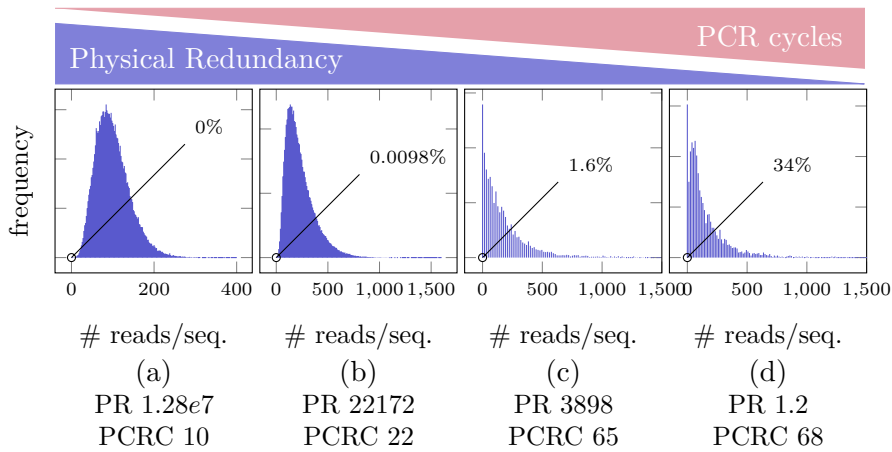 PCR cycles
Physical Redundancy
frequency
0%
0.0098%
1.6%
34%
0 200 400
0 500 1,000 1,500
0 500 1,000 1,500
0 500 1,000 1,500
# reads/seq. # reads/seq. # reads/seq. # reads/seq.
(a) (b) (c) (d)
PR 1.28e7 PR 22172 PR 3898 PR 1.2
PCRC 10 PCRC 22 PCRC 65 PCRC 68